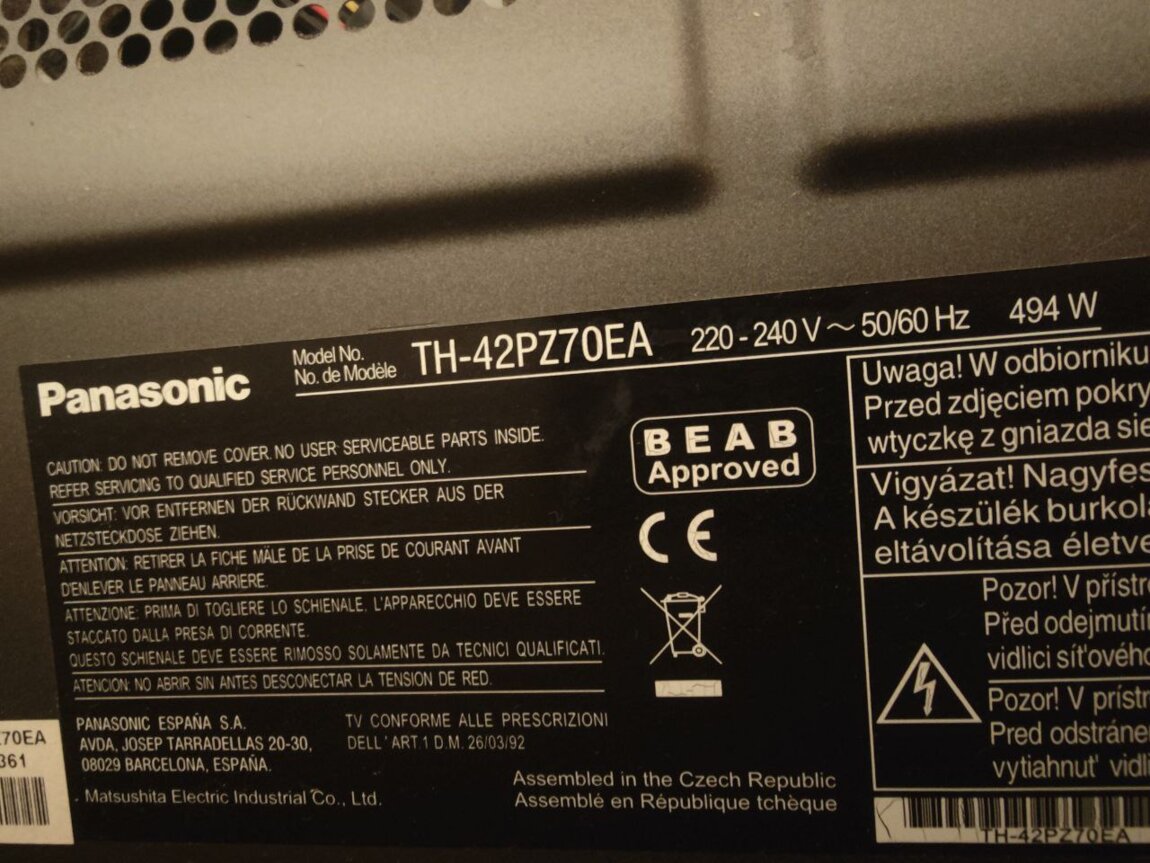 Panasonic
Model No.
No. de Modèle
TH-42PZ70EA
220 - 240 V ~ 50/60 Hz 494 W
CAUTION: DO NOT REMOVE COVER. NO USER SERVICEABLE PARTS INSIDE.
REFER SERVICING TO QUALIFIED SERVICE PERSONNEL ONLY.
VORSICHT: VOR ENTFERNEN DER RÜCKWAND STECKER AUS DER
NETZSTECKDOSE ZIEHEN.
ATTENTION: RETIRER LA FICHE MÂLE DE LA PRISE DE COURANT AVANT
D'ENLEVER LE PANNEAU ARRIERE.
ATTENZIONE: PRIMA DI TOGLIERE LO SCHIENALE, L'APPARECCHIO DEVE ESSERE
STACCATO DALLA PRESA DI CORRENTE.
QUESTO SCHIENALE DEVE ESSERE RIMOSSO SOLAMENTE DA TECNICI QUALIFICATI.
ATENCIÓN: NO ABRIR SIN ANTES DESCONECTAR LA TENSION DE RED.
PANASONIC ESPAÑA S.A.
AVDA, JOSEP TARRADELLAS 20-30,
08029 BARCELONA, ESPAÑA.
TV CONFORME ALLE PRESCRIZIONI
DELL' ART.1 D.M. 26/03/92
Matsushita Electric Industrial Co., Ltd.
Assembled in the Czech Republic
Assemblé en République tchèque
BEAB
Approved
CE
Uwaga! W odbiorniku
Przed zdjęciem pokry
wtyczkę z gniazda sie
Vigyázat! Nagyfes
A készülék burkola
eltávolítása életve
Pozor! V přístro
Před odejmutín
vidlici síťového
Pozor! V prístr
Pred odstráne
vytiahnuť vidli
Z70EA
361
TH-42PZ70EA